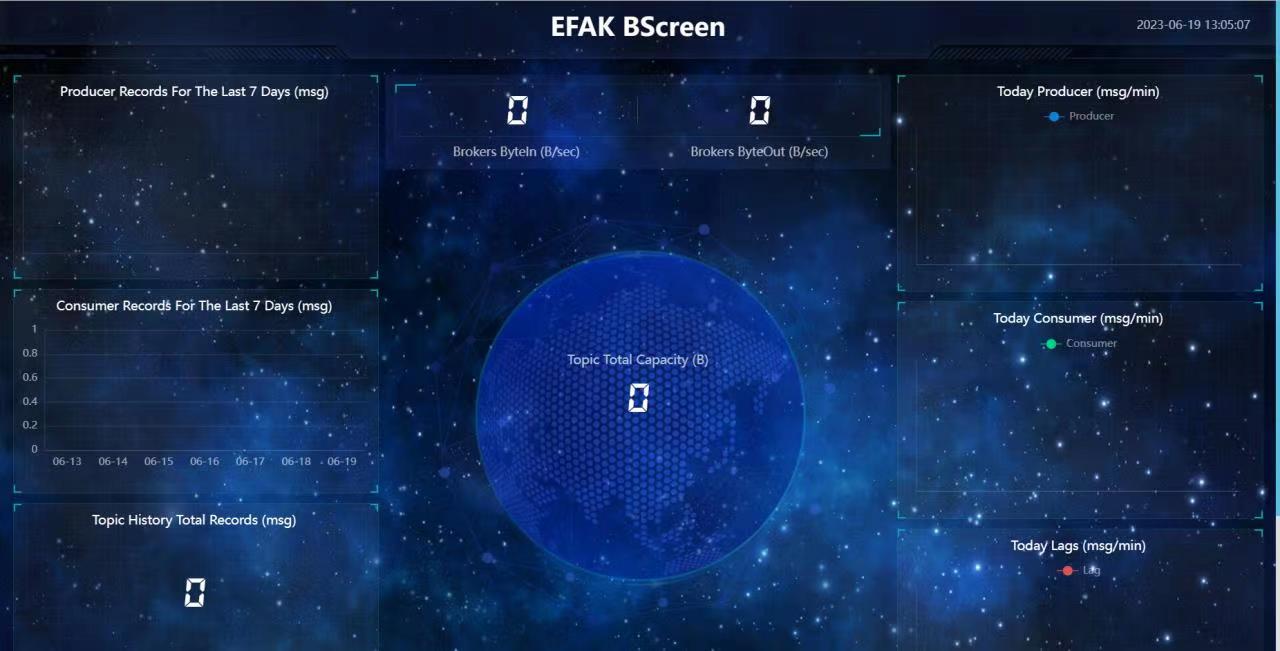 EFAK BScreen
2023-06-19 13:05:07
Producer Records For The Last 7 Days (msg)
Consumer Records For The Last 7 Days (msg)
1
0.8
0.6
0.4
0.2
0
06-13 06-14 06-15 06-16 06-17 06-18 06-19
Topic History Total Records (msg)
0
0 0
Brokers ByteIn (B/sec) Brokers ByteOut (B/sec)
Topic Total Capacity (B)
0
Today Producer (msg/min)
Producer
Today Consumer (msg/min)
Consumer
Today Lags (msg/min)
Lag